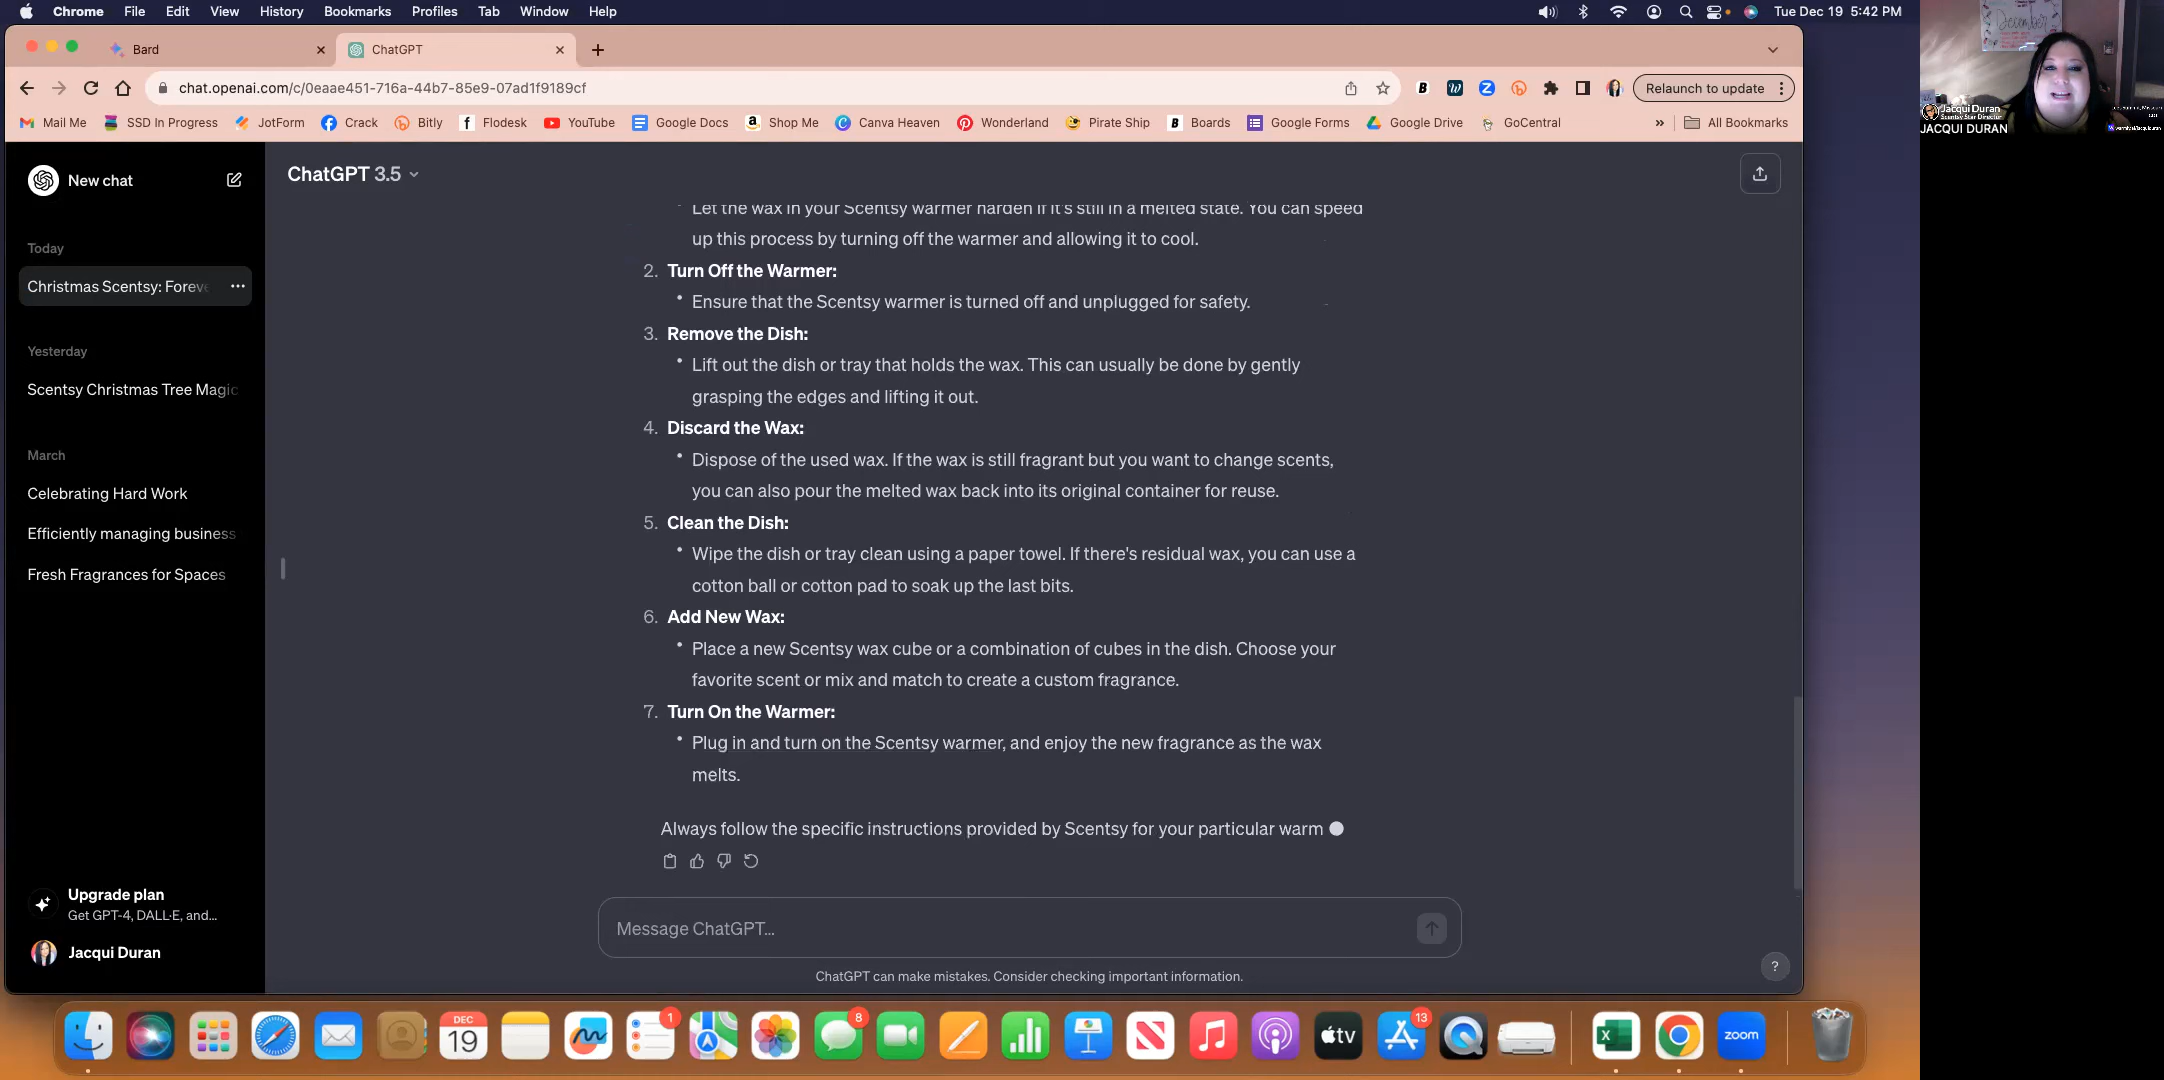 Chrome File Edit View History Bookmarks Profiles Tab Window Help
Tue Dec 19 5:42 PM
Bard
ChatGPT
chat.openai.com/c/0eaae451-716a-44b7-85e9-07ad1f9189cf
Relaunch to update
Mail Me SSD In Progress JotForm Crack Bitly Flodesk YouTube Google Docs Shop Me Canva Heaven Wonderland Pirate Ship Boards Google Forms Google Drive GoCentral » All Bookmarks
New chat
Today
Christmas Scentsy: Foreve
Yesterday
Scentsy Christmas Tree Magic
March
Celebrating Hard Work
Efficiently managing business
Fresh Fragrances for Spaces
Upgrade plan
Get GPT-4, DALL·E, and...
Jacqui Duran
ChatGPT 3.5
Let the wax in your Scentsy warmer harden if it's still in a melted state. You can speed
up this process by turning off the warmer and allowing it to cool.
2. Turn Off the Warmer:
• Ensure that the Scentsy warmer is turned off and unplugged for safety.
3. Remove the Dish:
• Lift out the dish or tray that holds the wax. This can usually be done by gently
grasping the edges and lifting it out.
4. Discard the Wax:
• Dispose of the used wax. If the wax is still fragrant but you want to change scents,
you can also pour the melted wax back into its original container for reuse.
5. Clean the Dish:
• Wipe the dish or tray clean using a paper towel. If there's residual wax, you can use a
cotton ball or cotton pad to soak up the last bits.
6. Add New Wax:
• Place a new Scentsy wax cube or a combination of cubes in the dish. Choose your
favorite scent or mix and match to create a custom fragrance.
7. Turn On the Warmer:
• Plug in and turn on the Scentsy warmer, and enjoy the new fragrance as the wax
melts.
Always follow the specific instructions provided by Scentsy for your particular warm
Message ChatGPT...
ChatGPT can make mistakes. Consider checking important information.
?
December
Jacqui Duran
Scentsy Star Director
JACQUI DURAN
DEC
19
1
8
tv
13
zoom